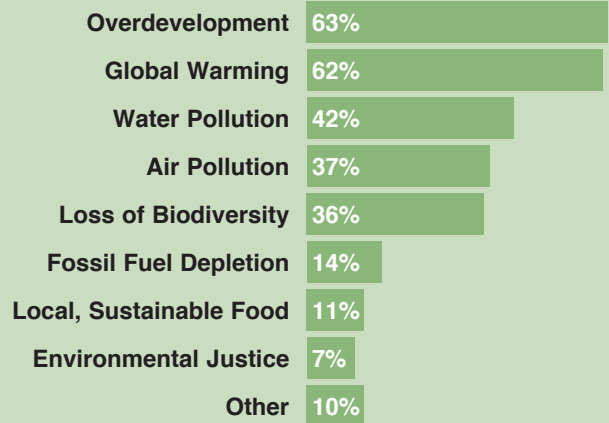 Overdevelopment 63%
Global Warming 62%
Water Pollution 42%
Air Pollution 37%
Loss of Biodiversity 36%
Fossil Fuel Depletion 14%
Local, Sustainable Food 11%
Environmental Justice 7%
Other 10%